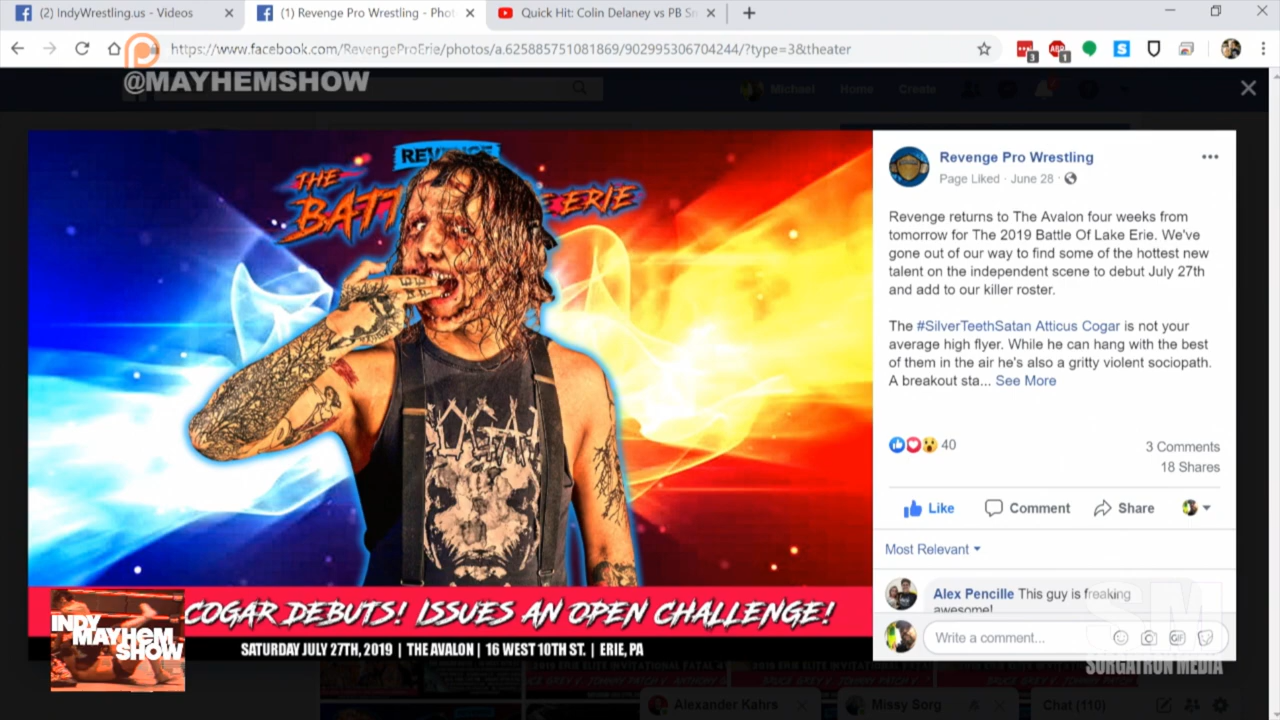 (2) IndyWrestling.us - Videos
(1) Revenge Pro Wrestling - Phot
Quick Hit: Colin Delaney vs PB Sm
https://www.facebook.com/RevengeProErie/photos/a.625885751081869/902995306704244/?type=3&theater
3
ABP
1
S
@MAYHEMSHOW
Michael
Home
Create
REVENGE
THE
BATT
E ERIE
COGAR DEBUTS! ISSUES AN OPEN CHALLENGE!
SATURDAY JULY 27TH, 2019 | THE AVALON | 16 WEST 10TH ST. | ERIE, PA
INDY
MAYHEM
SHOW
Revenge Pro Wrestling
Page Liked · June 28 ·
Revenge returns to The Avalon four weeks from
tomorrow for The 2019 Battle Of Lake Erie. We've
gone out of our way to find some of the hottest new
talent on the independent scene to debut July 27th
and add to our killer roster.
The #SilverTeethSatan Atticus Cogar is not your
average high flyer. While he can hang with the best
of them in the air he's also a gritty violent sociopath.
A breakout sta... See More
40
3 Comments
18 Shares
Like
Comment
Share
Most Relevant
Alex Pencille This guy is freaking
awesome!
Write a comment...
GIF
SM
SORGATRON MEDIA
Alexander Kahrs
Missy Sorg
Chat (110)